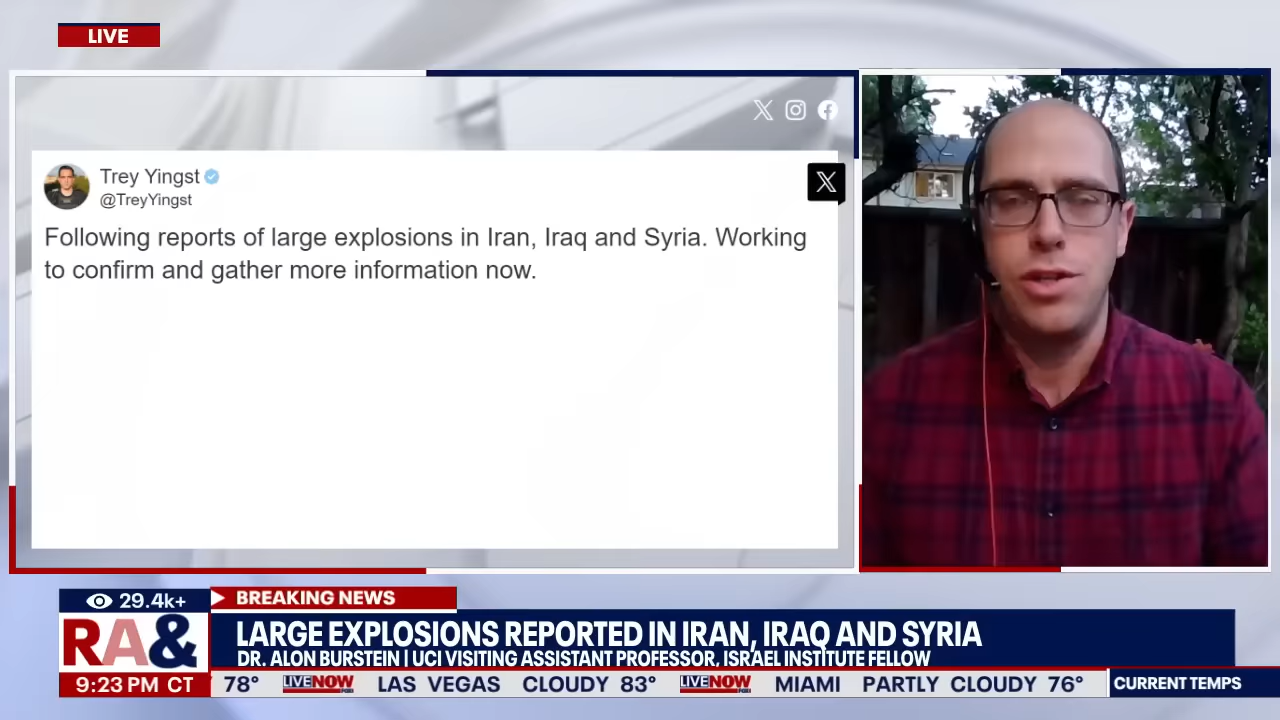 LIVE
Trey Yingst
@TreyYingst
Following reports of large explosions in Iran, Iraq and Syria. Working
to confirm and gather more information now.
29.4k+
BREAKING NEWS
RA&
LARGE EXPLOSIONS REPORTED IN IRAN, IRAQ AND SYRIA
DR. ALON BURSTEIN | UCI VISITING ASSISTANT PROFESSOR, ISRAEL INSTITUTE FELLOW
9:23 PM CT
78° LIVENOW FOX LAS VEGAS CLOUDY 83° LIVENOW FOX MIAMI PARTLY CLOUDY 76°
CURRENT TEMPS